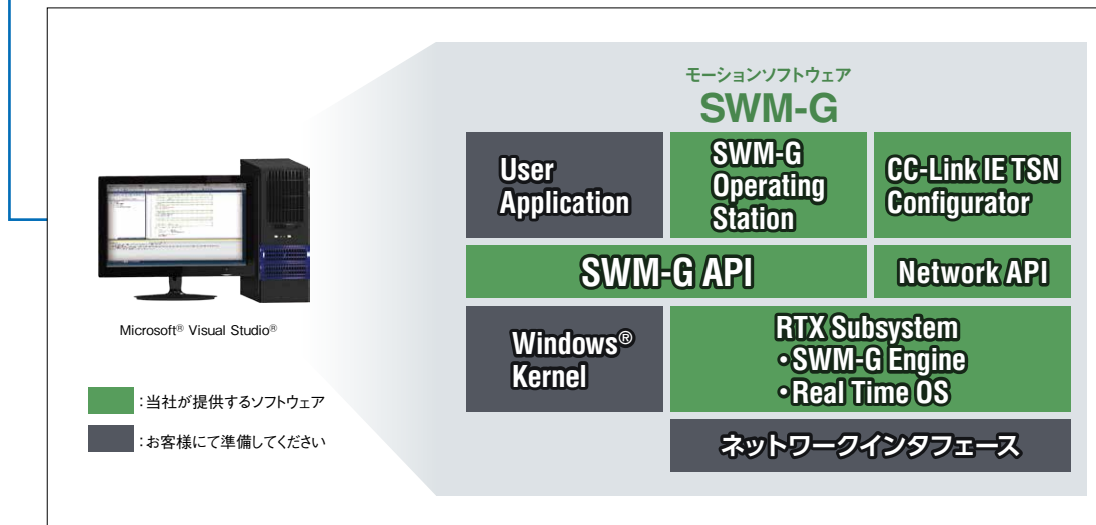 モーションソフトウェア
SWM-G
User
Application
SWM-G
Operating
Station
CC-Link IE TSN
Configurator
SWM-G API
Network API
Windows®
Kernel
RTX Subsystem
・SWM-G Engine
・Real Time OS
ネットワークインタフェース
Microsoft® Visual Studio®
:当社が提供するソフトウェア
:お客様にて準備してください